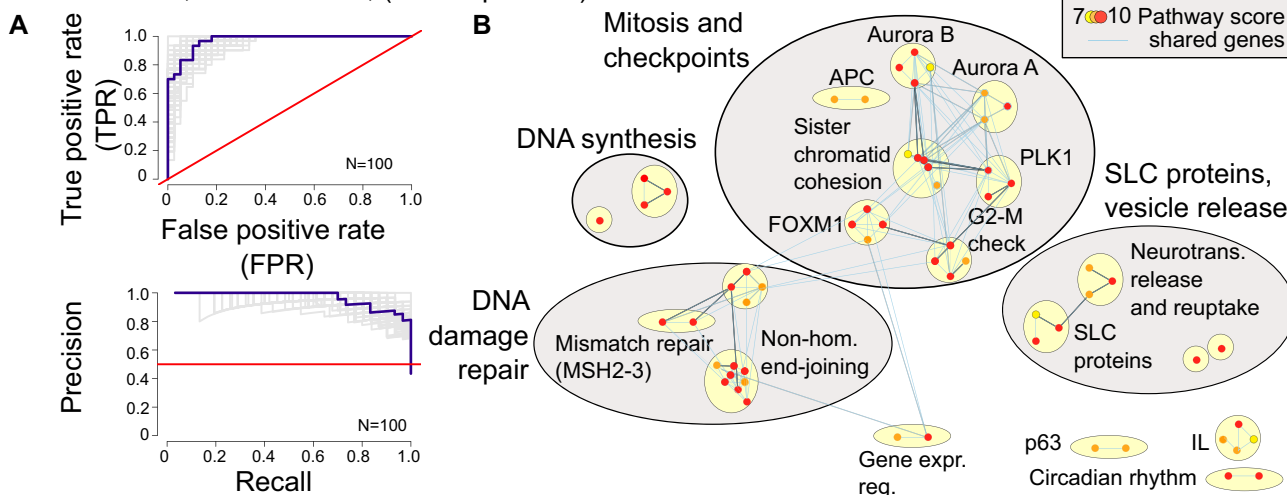 A
True positive rate
(TPR)
1.0
0.8
0.6
0.4
0.2
0
N=100
0 0.2 0.4 0.6 0.8 1.0
False positive rate
(FPR)
Precision
1.0
0.8
0.6
0.4
0.2
0
N=100
0 0.2 0.4 0.6 0.8 1.0
Recall
B
7 10 Pathway score
shared genes
Mitosis and
checkpoints
Aurora B
APC
Aurora A
Sister
chromatid
cohesion
PLK1
FOXM1
G2-M
check
DNA synthesis
SLC proteins,
vesicle release
Neurotrans.
release
and reuptake
SLC
proteins
DNA
damage
repair
Mismatch repair
(MSH2-3)
Non-hom.
end-joining
Gene expr.
reg.
p63
IL
Circadian rhythm